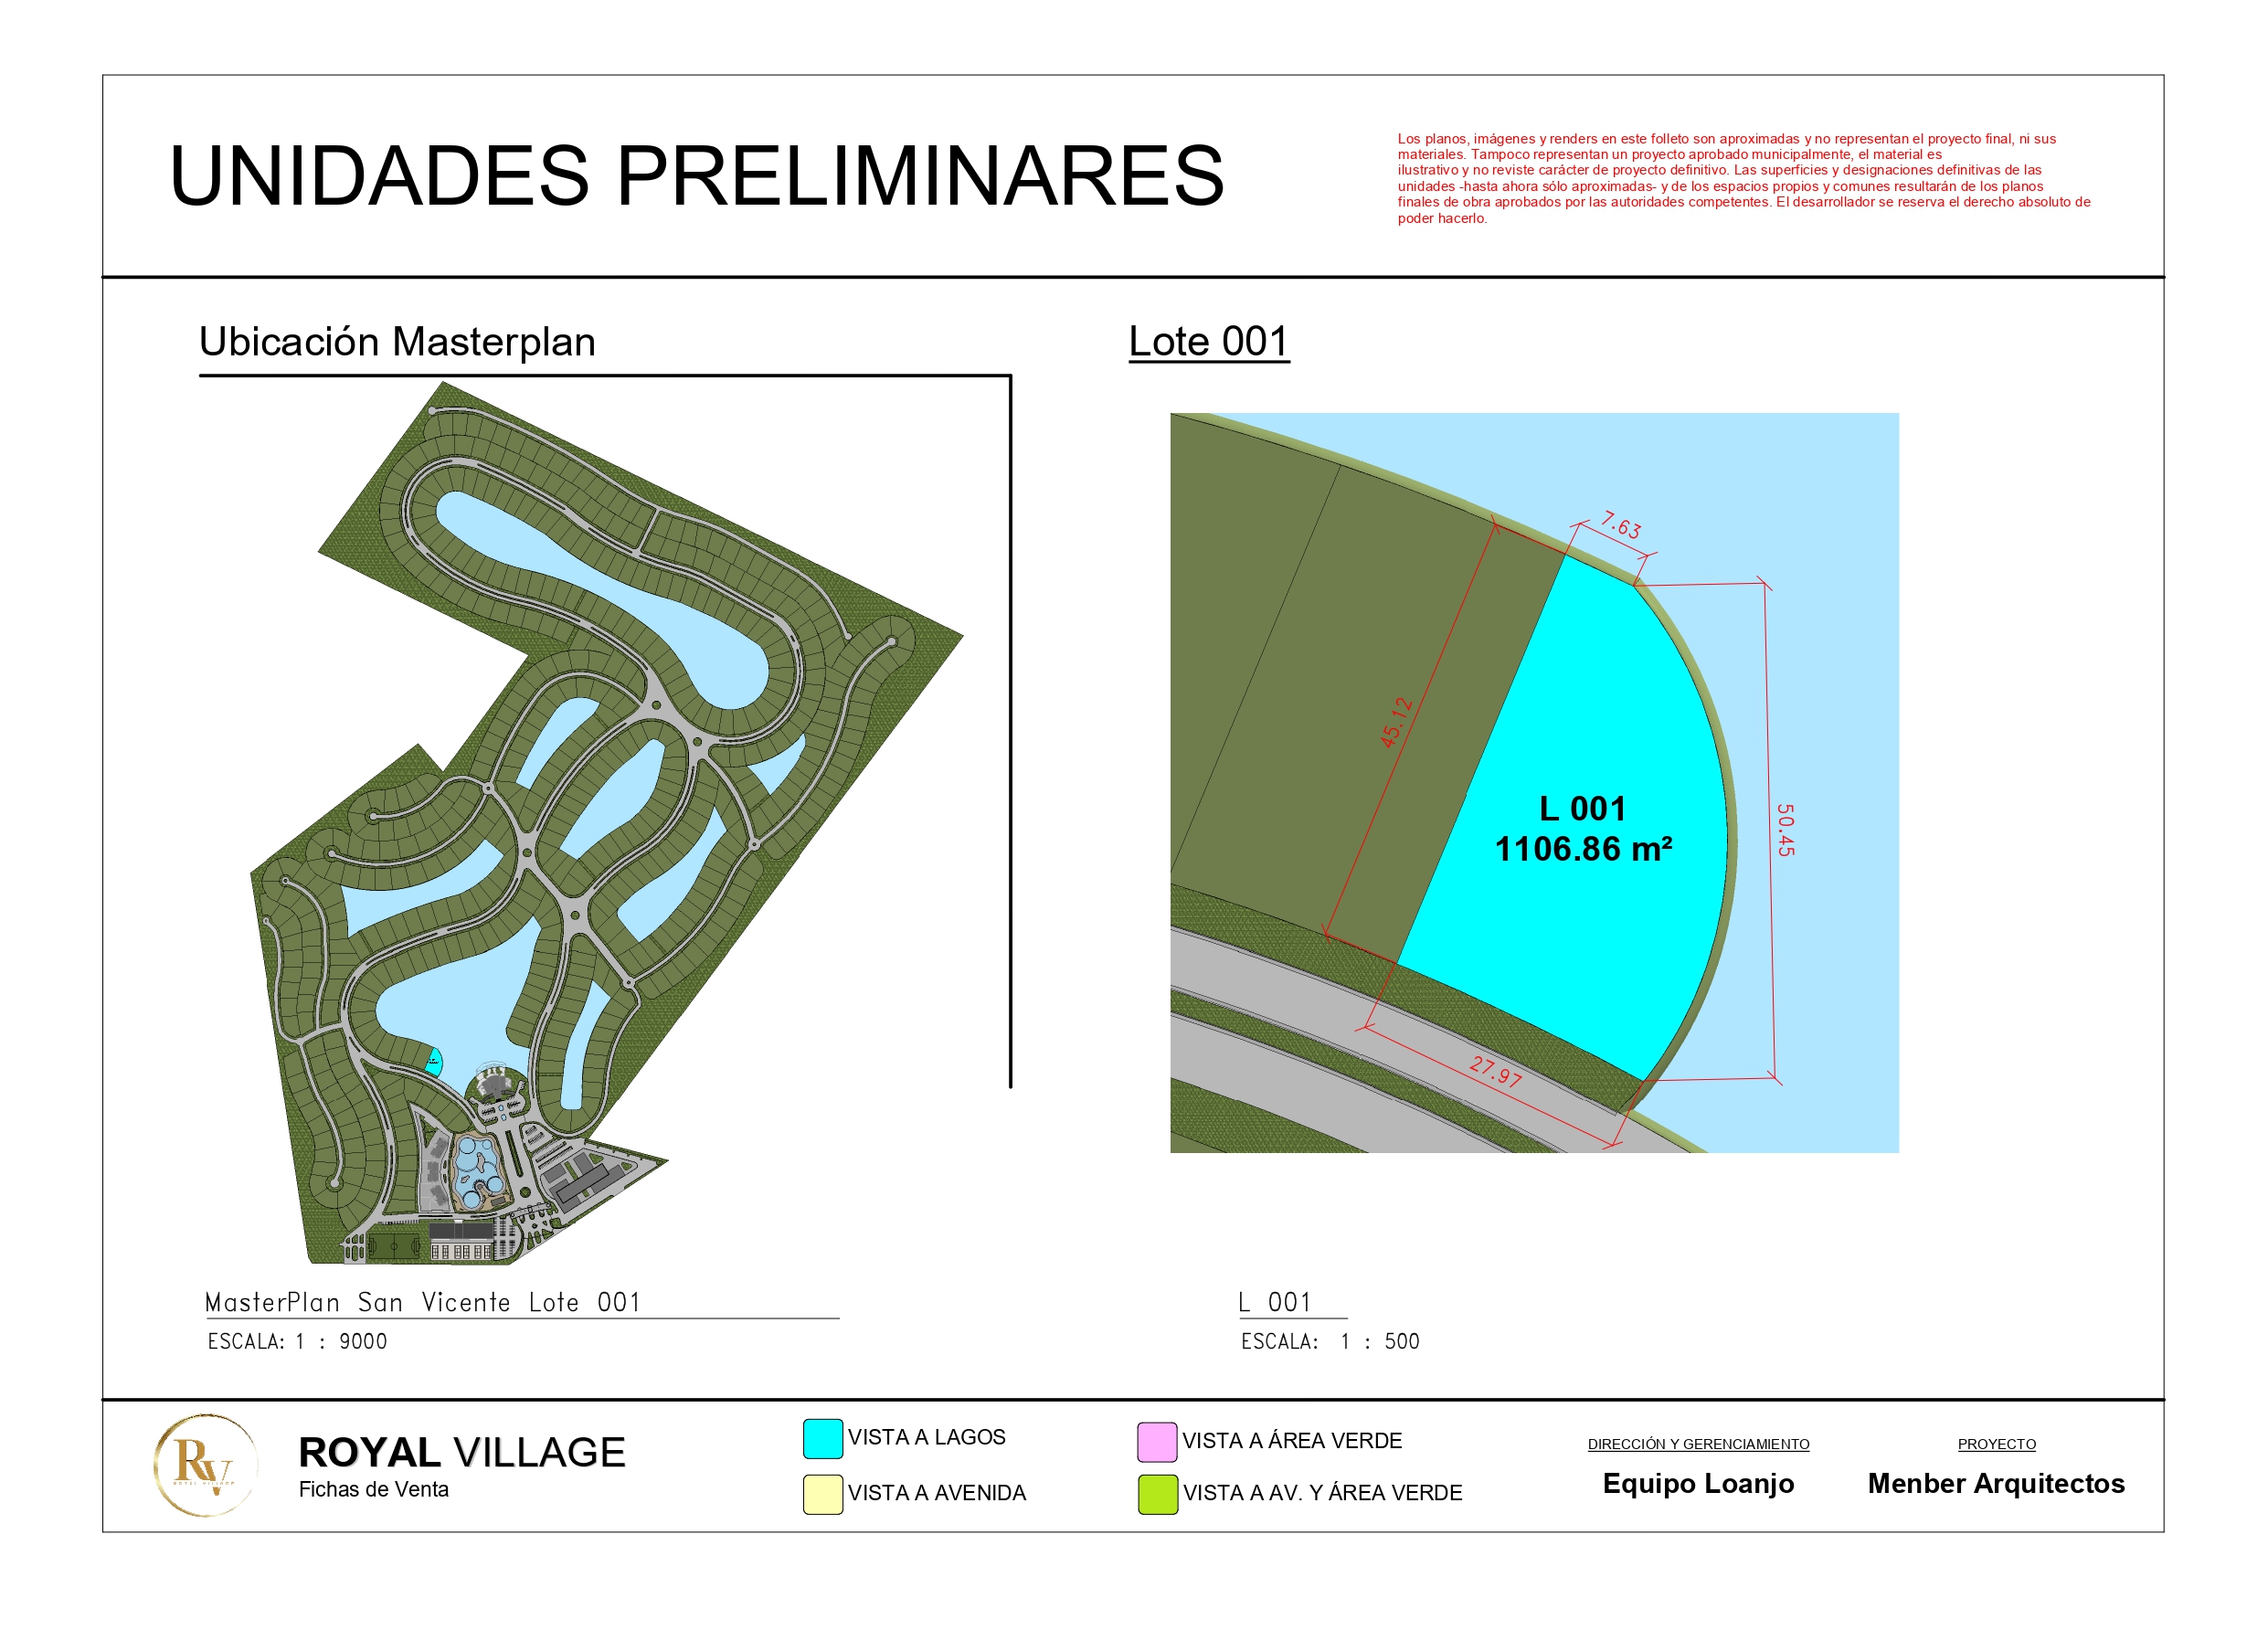 UNIDADES PRELIMINARES
Los planos, imágenes y renders en este folleto son aproximadas y no representan el proyecto final, ni sus
materiales. Tampoco representan un proyecto aprobado municipalmente, el material es
ilustrativo y no reviste carácter de proyecto definitivo. Las superficies y designaciones definitivas de las
unidades -hasta ahora sólo aproximadas- y de los espacios propios y comunes resultarán de los planos
finales de obra aprobados por las autoridades competentes. El desarrollador se reserva el derecho absoluto de
poder hacerlo.
Ubicación Masterplan
Lote 001
7.63
45.12
L 001
1106.86 m²
50.45
27.97
MasterPlan San Vicente Lote 001
ESCALA: 1 : 9000
L 001
ESCALA: 1 : 500
RV
ROYAL VILLAGE
ROYAL VILLAGE
Fichas de Venta
VISTA A LAGOS
VISTA A AVENIDA
VISTA A ÁREA VERDE
VISTA A AV. Y ÁREA VERDE
DIRECCIÓN Y GERENCIAMIENTO
Equipo Loanjo
PROYECTO
Menber Arquitectos